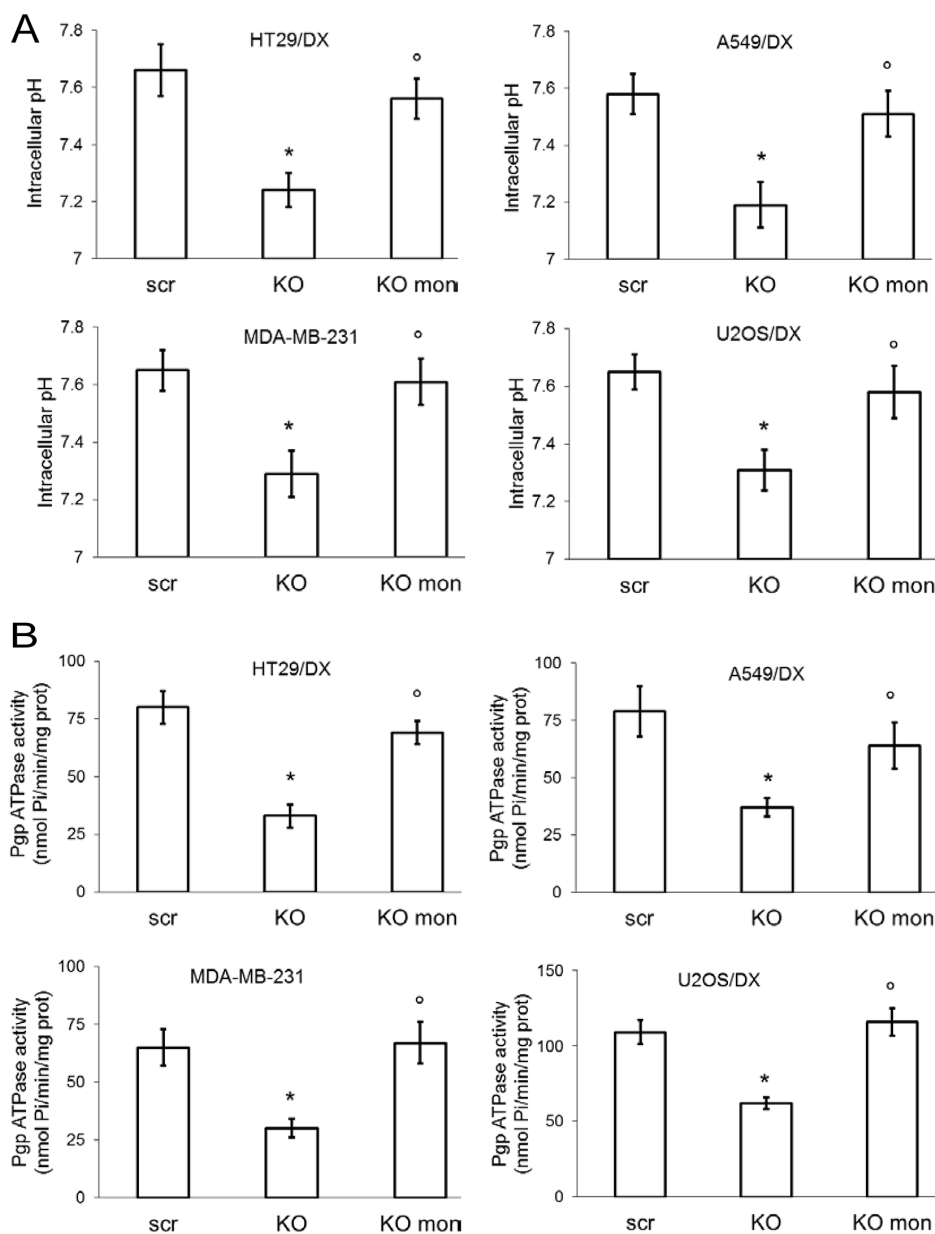 A
HT29/DX
Intracellular pH
7.8
7.6
7.4
7.2
7
*
°
scr
KO
KO mon
A549/DX
Intracellular pH
7.8
7.6
7.4
7.2
7
*
°
scr
KO
KO mon
MDA-MB-231
Intracellular pH
7.8
7.6
7.4
7.2
7
*
°
scr
KO
KO mon
U2OS/DX
Intracellular pH
7.8
7.6
7.4
7.2
7
*
°
scr
KO
KO mon
B
HT29/DX
Pgp ATPase activity
(nmol Pi/min/mg prot)
100
75
50
25
0
*
°
scr
KO
KO mon
A549/DX
Pgp ATPase activity
(nmol Pi/min/mg prot)
100
75
50
25
0
*
°
scr
KO
KO mon
MDA-MB-231
Pgp ATPase activity
(nmol Pi/min/mg prot)
100
75
50
25
0
*
°
scr
KO
KO mon
U2OS/DX
Pgp ATPase activity
(nmol Pi/min/mg prot)
150
100
50
0
*
°
scr
KO
KO mon